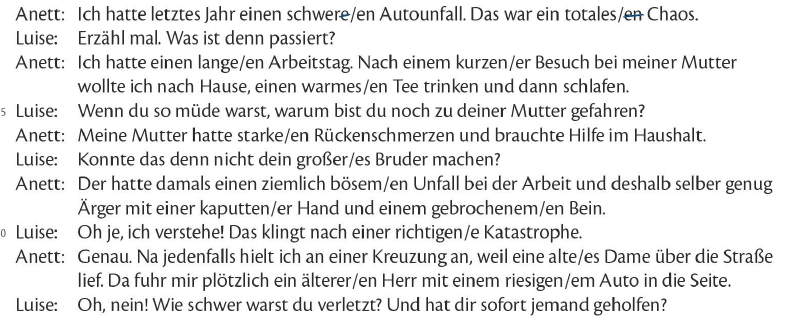 Anett: Ich hatte letztes Jahr einen schwere/en Autounfall. Das war ein totales/en Chaos.
Luise: Erzähl mal. Was ist denn passiert?
Anett: Ich hatte einen lange/en Arbeitstag. Nach einem kurzen/er Besuch bei meiner Mutter
wollte ich nach Hause, einen warmes/en Tee trinken und dann schlafen.
5 Luise: Wenn du so müde warst, warum bist du noch zu deiner Mutter gefahren?
Anett: Meine Mutter hatte starke/en Rückenschmerzen und brauchte Hilfe im Haushalt.
Luise: Konnte das denn nicht dein großer/es Bruder machen?
Anett: Der hatte damals einen ziemlich bösem/en Unfall bei der Arbeit und deshalb selber genug
Ärger mit einer kaputten/er Hand und einem gebrochenem/en Bein.
0 Luise: Oh je, ich verstehe! Das klingt nach einer richtigen/e Katastrophe.
Anett: Genau. Na jedenfalls hielt ich an einer Kreuzung an, weil eine alte/es Dame über die Straße
lief. Da fuhr mir plötzlich ein älterer/en Herr mit einem riesigen/em Auto in die Seite.
Luise: Oh, nein! Wie schwer warst du verletzt? Und hat dir sofort jemand geholfen?